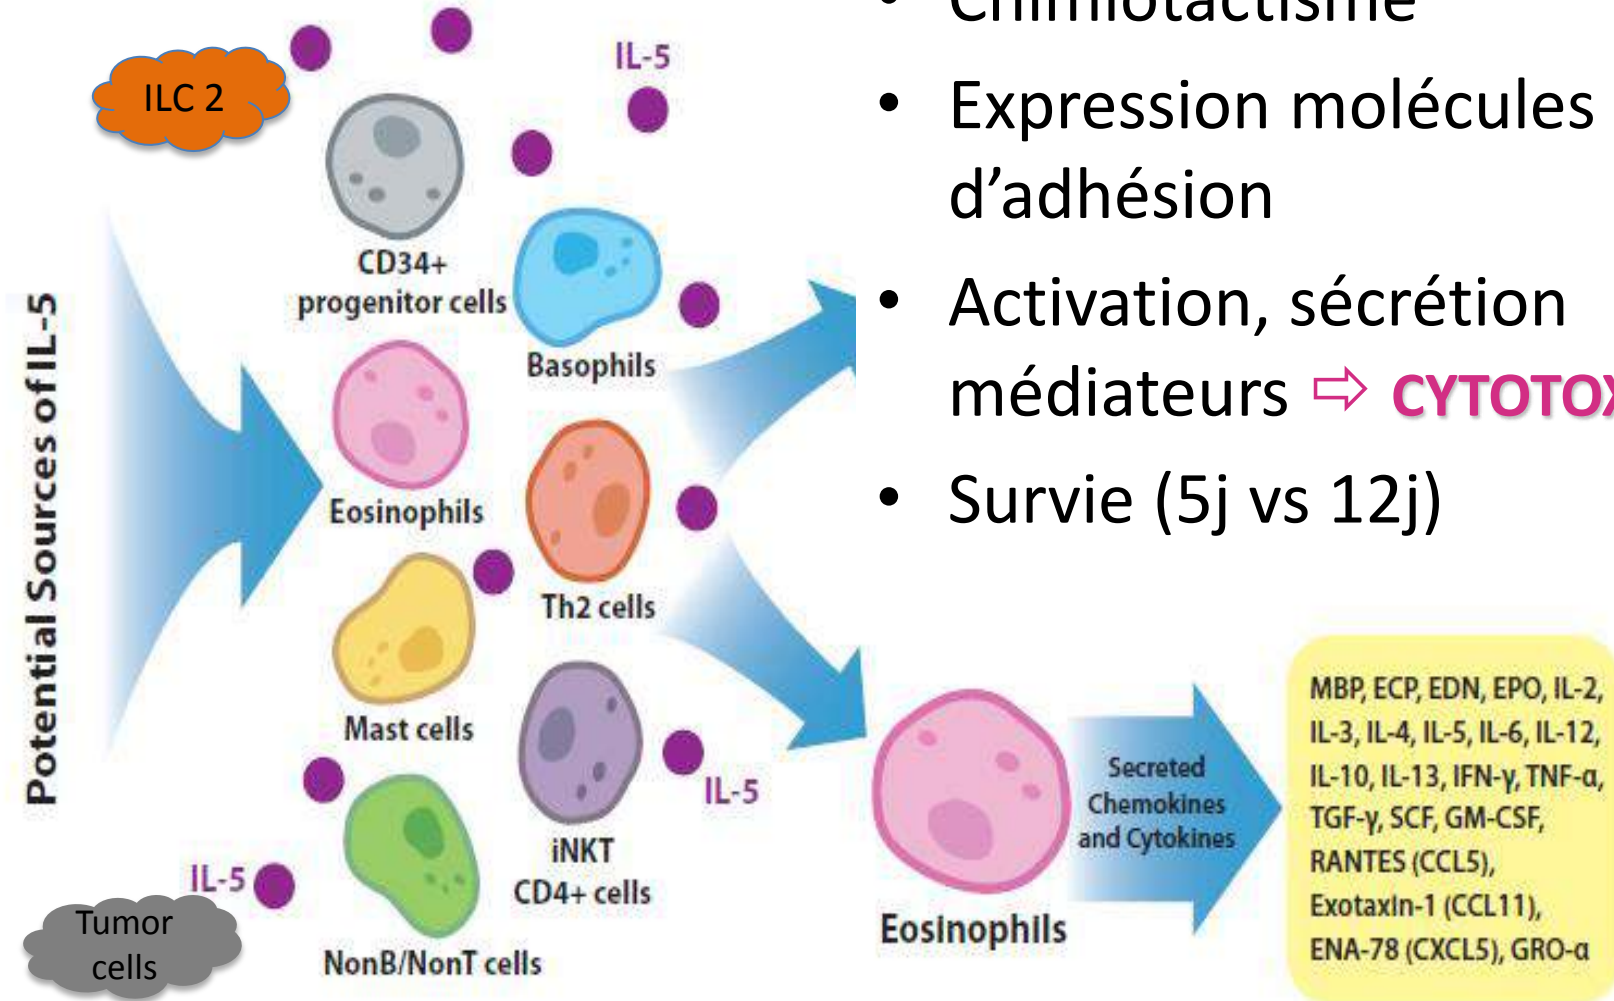 Chimiotactisme
IL-5
ILC 2
• Expression molécules
d’adhésion
CD34+
progenitor cells
Basophils
• Activation, sécrétion
médiateurs ⇨ CYTOTOX
Potential Sources of IL-5
Eosinophils
• Survie (5j vs 12j)
Th2 cells
Mast cells
IL-5
iNKT
CD4+ cells
IL-5
Tumor
cells
NonB/NonT cells
Eosinophils
Secreted
Chemokines
and Cytokines
MBP, ECP, EDN, EPO, IL-2,
IL-3, IL-4, IL-5, IL-6, IL-12,
IL-10, IL-13, IFN-γ, TNF-α,
TGF-γ, SCF, GM-CSF,
RANTES (CCL5),
Exotaxin-1 (CCL11),
ENA-78 (CXCL5), GRO-α